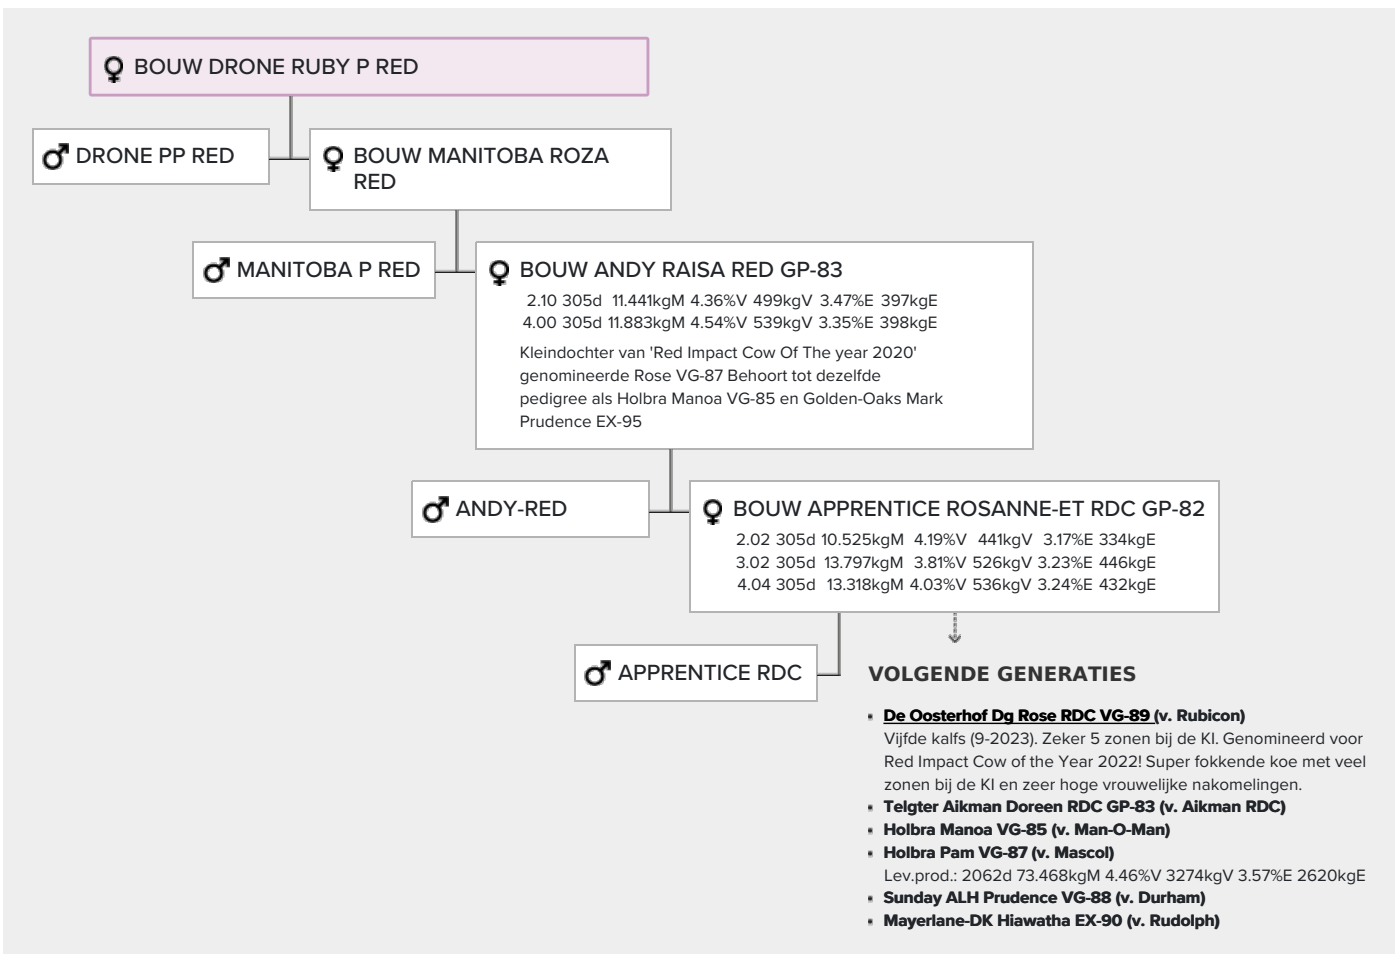 BOUW DRONE RUBY P RED
DRONE PP RED
BOUW MANITOBA ROZA
RED
MANITOBA P RED
BOUW ANDY RAISA RED GP-83
2.10 305d 11.441kgM 4.36%V 499kgV 3.47%E 397kgE
4.00 305d 11.883kgM 4.54%V 539kgV 3.35%E 398kgE
Kleindochter van 'Red Impact Cow Of The year 2020'
genomineerde Rose VG-87 Behoort tot dezelfde
pedigree als Holbra Manoa VG-85 en Golden-Oaks Mark
Prudence EX-95
ANDY-RED
BOUW APPRENTICE ROSANNE-ET RDC GP-82
2.02 305d 10.525kgM 4.19%V 441kgV 3.17%E 334kgE
3.02 305d 13.797kgM 3.81%V 526kgV 3.23%E 446kgE
4.04 305d 13.318kgM 4.03%V 536kgV 3.24%E 432kgE
APPRENTICE RDC
VOLGENDE GENERATIES
▪ De Oosterhof Dg Rose RDC VG-89 (v. Rubicon)
Vijfde kalfs (9-2023). Zeker 5 zonen bij de KI. Genomineerd voor
Red Impact Cow of the Year 2022! Super fokkende koe met veel
zonen bij de KI en zeer hoge vrouwelijke nakomelingen.
▪ Telgter Aikman Doreen RDC GP-83 (v. Aikman RDC)
▪ Holbra Manoa VG-85 (v. Man-O-Man)
▪ Holbra Pam VG-87 (v. Mascol)
Lev.prod.: 2062d 73.468kgM 4.46%V 3274kgV 3.57%E 2620kgE
▪ Sunday ALH Prudence VG-88 (v. Durham)
▪ Mayerlane-DK Hiawatha EX-90 (v. Rudolph)